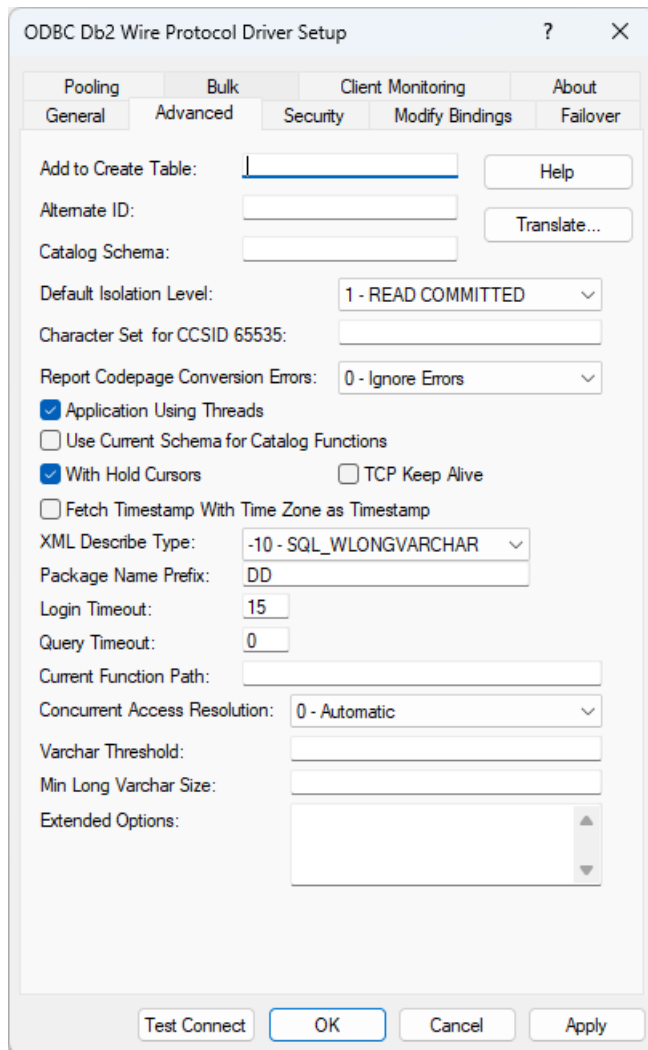 ODBC Db2 Wire Protocol Driver Setup ?
Pooling Bulk Client Monitoring About
General Advanced Security Modify Bindings Failover
Add to Create Table: Help
Alternate ID: Translate...
Catalog Schema:
Default Isolation Level: 1 - READ COMMITTED
Character Set for CCSID 65535:
Report Codepage Conversion Errors: 0 - Ignore Errors
Application Using Threads
Use Current Schema for Catalog Functions
With Hold Cursors TCP Keep Alive
Fetch Timestamp With Time Zone as Timestamp
XML Describe Type: -10 - SQL_WLONGVARCHAR
Package Name Prefix: DD
Login Timeout: 15
Query Timeout: 0
Current Function Path:
Concurrent Access Resolution: 0 - Automatic
Varchar Threshold:
Min Long Varchar Size:
Extended Options:
Test Connect OK Cancel Apply